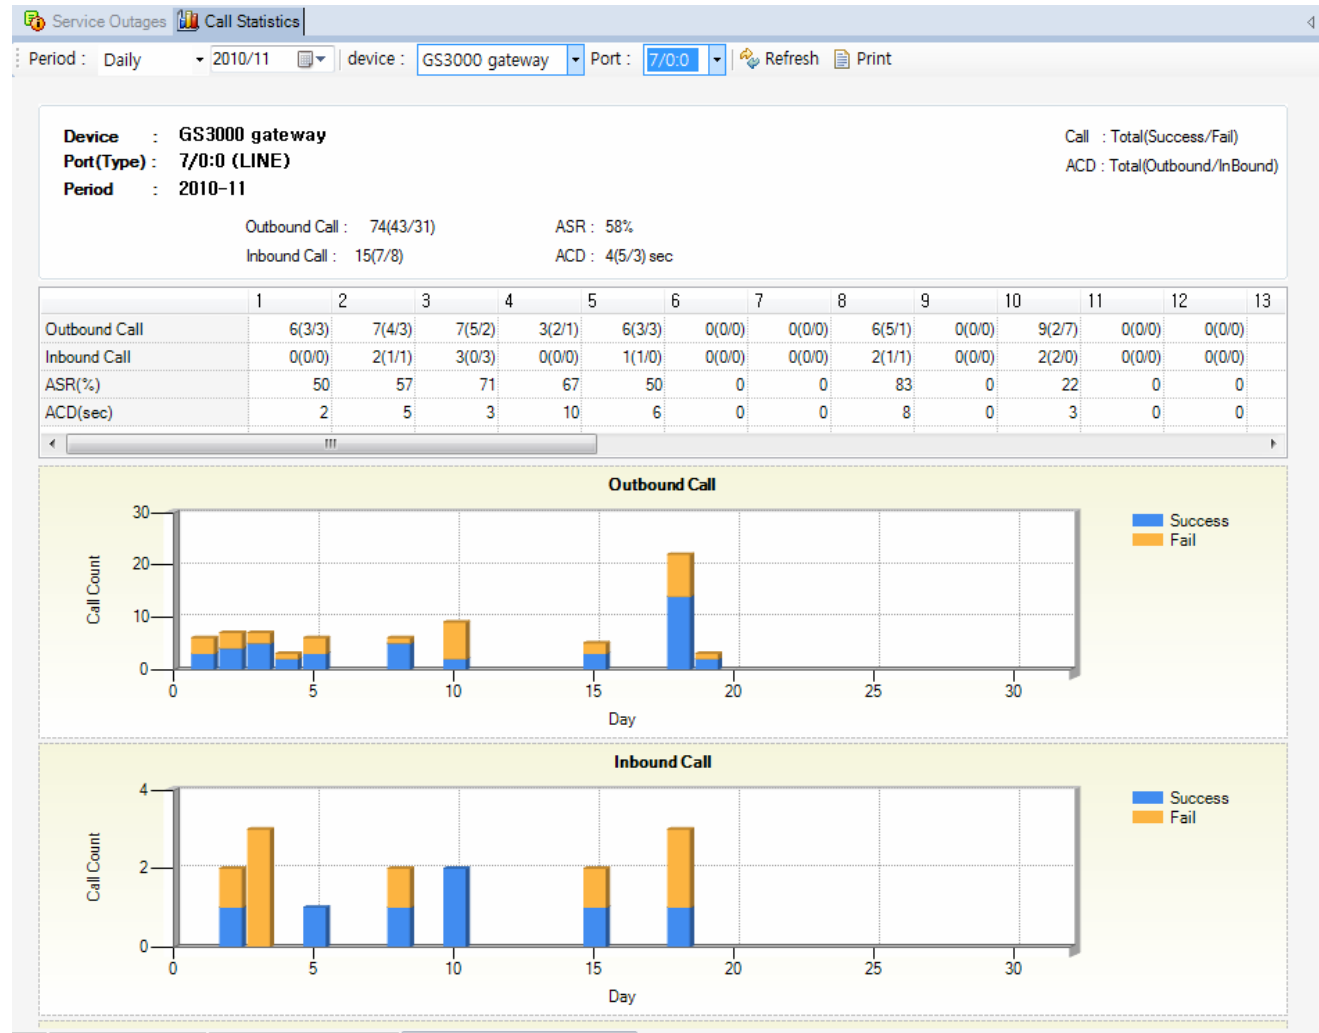 Service Outages Call Statistics
Period : Daily 2010/11 device : GS3000 gateway Port : 7/0:0 Refresh Print
Device : GS3000 gateway
Port(Type) : 7/0:0 (LINE)
Period : 2010-11
Call : Total(Success/Fail)
ACD : Total(Outbound/InBound)
Outbound Call : 74(43/31) ASR : 58%
Inbound Call : 15(7/8) ACD : 4(5/3) sec
1 2 3 4 5 6 7 8 9 10 11 12 13
Outbound Call 6(3/3) 7(4/3) 7(5/2) 3(2/1) 6(3/3) 0(0/0) 0(0/0) 6(5/1) 0(0/0) 9(2/7) 0(0/0) 0(0/0)
Inbound Call 0(0/0) 2(1/1) 3(0/3) 0(0/0) 1(1/0) 0(0/0) 0(0/0) 2(1/1) 0(0/0) 2(2/0) 0(0/0) 0(0/0)
ASR(%) 50 57 71 67 50 0 0 83 0 22 0 0
ACD(sec) 2 5 3 10 6 0 0 8 0 3 0 0
Outbound Call
30
20
10
0
Call Count
0 5 10 15 20 25 30
Day
Success
Fail
Inbound Call
4
2
0
Call Count
0 5 10 15 20 25 30
Day
Success
Fail